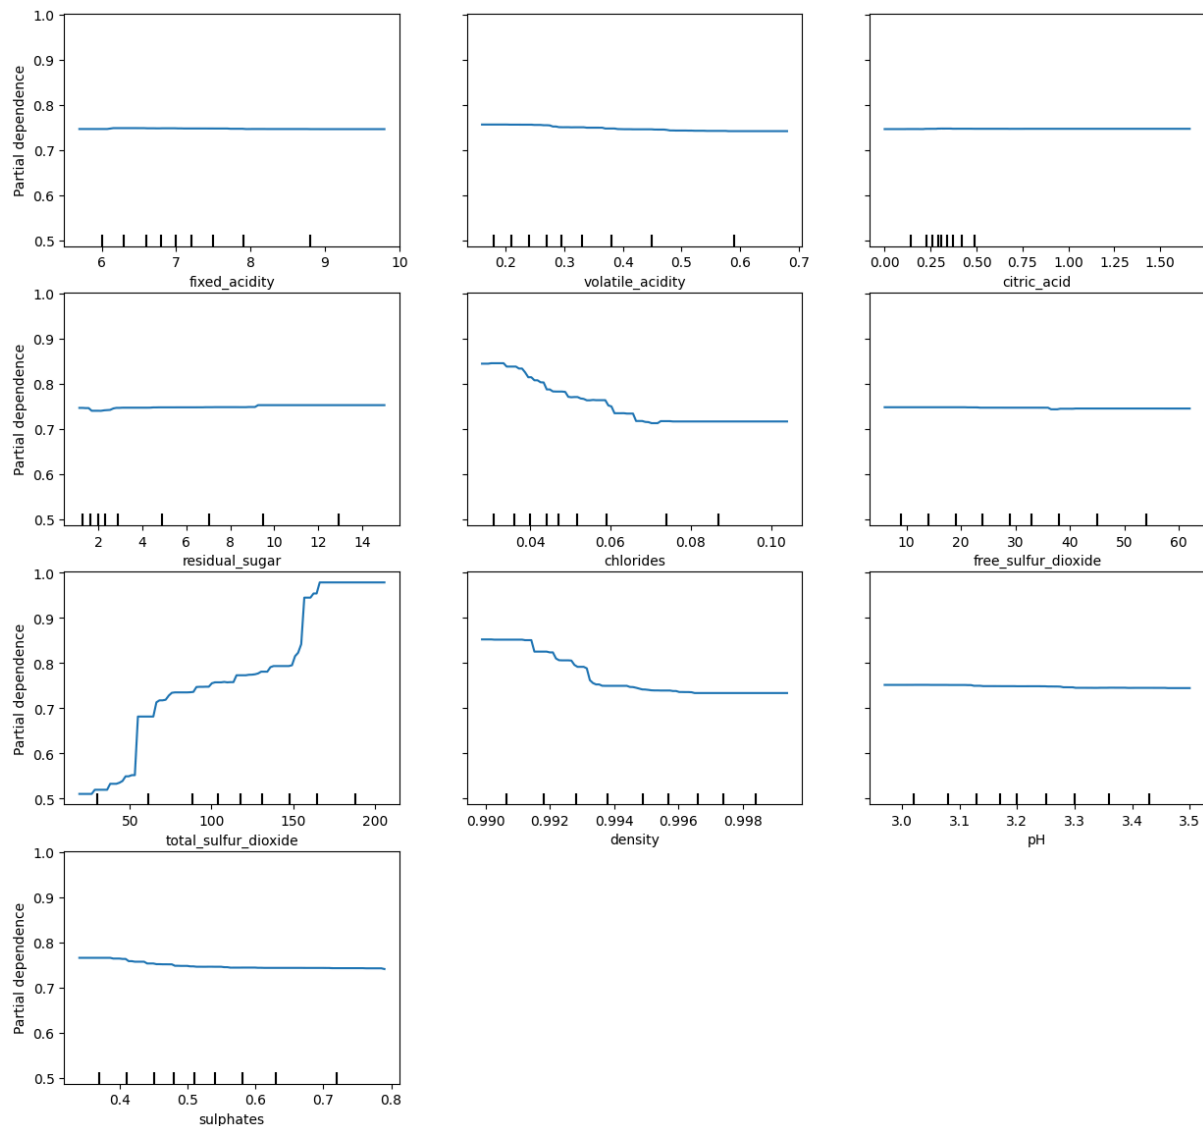 1.0
0.9
0.8
0.7
0.6
0.5
Partial dependence
6 7 8 9 10
fixed_acidity
0.2 0.3 0.4 0.5 0.6 0.7
volatile_acidity
0.00 0.25 0.50 0.75 1.00 1.25 1.50
citric_acid
1.0
0.9
0.8
0.7
0.6
0.5
Partial dependence
2 4 6 8 10 12 14
residual_sugar
0.04 0.06 0.08 0.10
chlorides
10 20 30 40 50 60
free_sulfur_dioxide
1.0
0.9
0.8
0.7
0.6
0.5
Partial dependence
50 100 150 200
total_sulfur_dioxide
0.990 0.992 0.994 0.996 0.998
density
3.0 3.1 3.2 3.3 3.4 3.5
pH
1.0
0.9
0.8
0.7
0.6
0.5
Partial dependence
0.4 0.5 0.6 0.7 0.8
sulphates